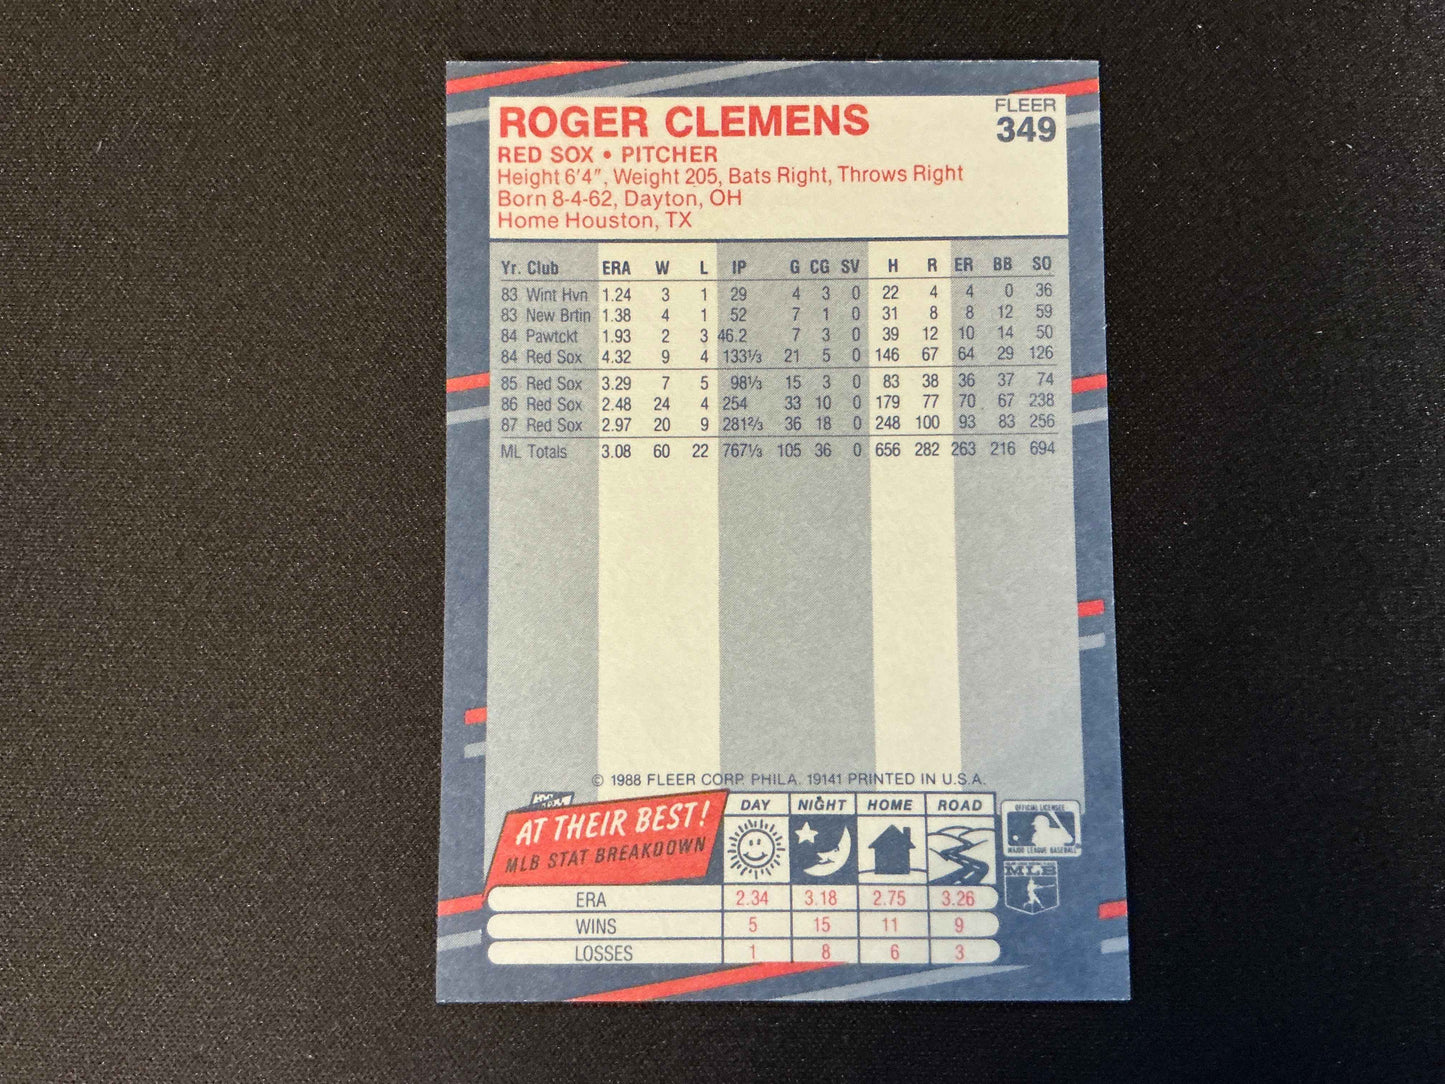 ROGER CLEMENS
FLEER
349
RED SOX • PITCHER
Height 6'4", Weight 205, Bats Right, Throws Right
Born 8-4-62, Dayton, OH
Home Houston, TX
Yr. Club ERA W L IP G CG SV H R ER BB SO
83 Wint Hvn 1.24 3 1 29 4 3 0 22 4 4 0 36
83 New Brtin 1.38 4 1 52 7 1 0 31 8 8 12 59
84 Pawtckt 1.93 2 3 46.2 7 3 0 39 12 10 14 50
84 Red Sox 4.32 9 4 133⅓ 21 5 0 146 67 64 29 126
85 Red Sox 3.29 7 5 98⅓ 15 3 0 83 38 36 37 74
86 Red Sox 2.48 24 4 254 33 10 0 179 77 70 67 238
87 Red Sox 2.97 20 9 281⅔ 36 18 0 248 100 93 83 256
ML Totals 3.08 60 22 767⅓ 105 36 0 656 282 263 216 694
© 1988 FLEER CORP. PHILA. 19141 PRINTED IN U.S.A.
AT THEIR BEST!
MLB STAT BREAKDOWN
DAY NIGHT HOME ROAD
ERA 2.34 3.18 2.75 3.26
WINS 5 15 11 9
LOSSES 1 8 6 3
OFFICIAL LICENSEE
MAJOR LEAGUE BASEBALL
MLB